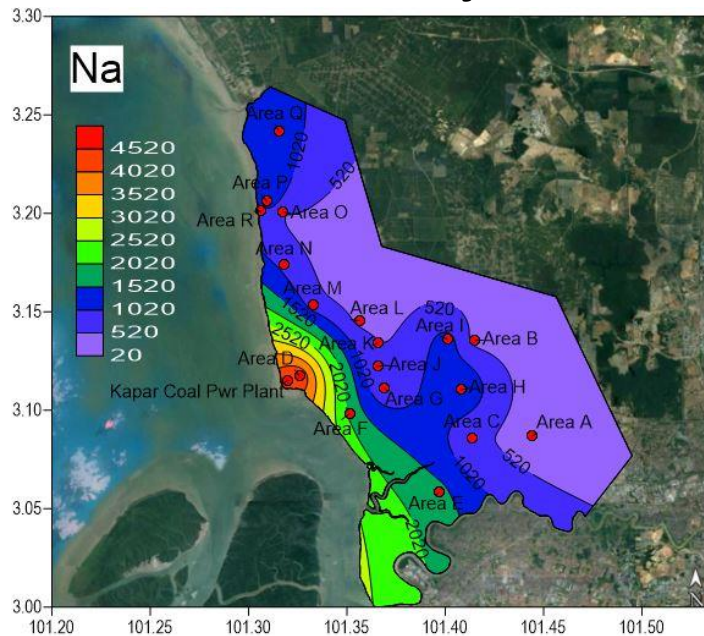 3.30
Na
3.25
Area Q
1020
4520
4020
3520
3020
2520
2020
1520
1020
520
20
520
Area P
3.20
Area R
Area O
Area N
Area M
3.15
1520
Area L
520
Area I
2520
Area K
Area B
1020
Area D
2020
Area J
Kapar Coal Pwr Plant
Area G
Area H
3.10
Area F
Area C
Area A
1020
520
3.05
Area E
2020
3.00
N
101.20
101.25
101.30
101.35
101.40
101.45
101.50